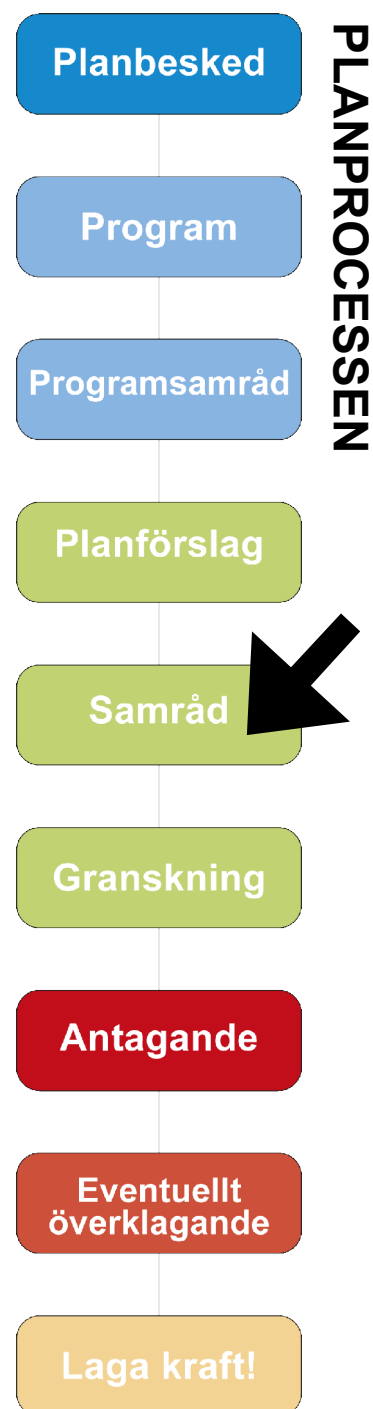 PLANPROCESSEN
Planbesked
Program
Programsamråd
Planförslag
Samråd
Granskning
Antagande
Eventuellt
överklagande
Laga kraft!